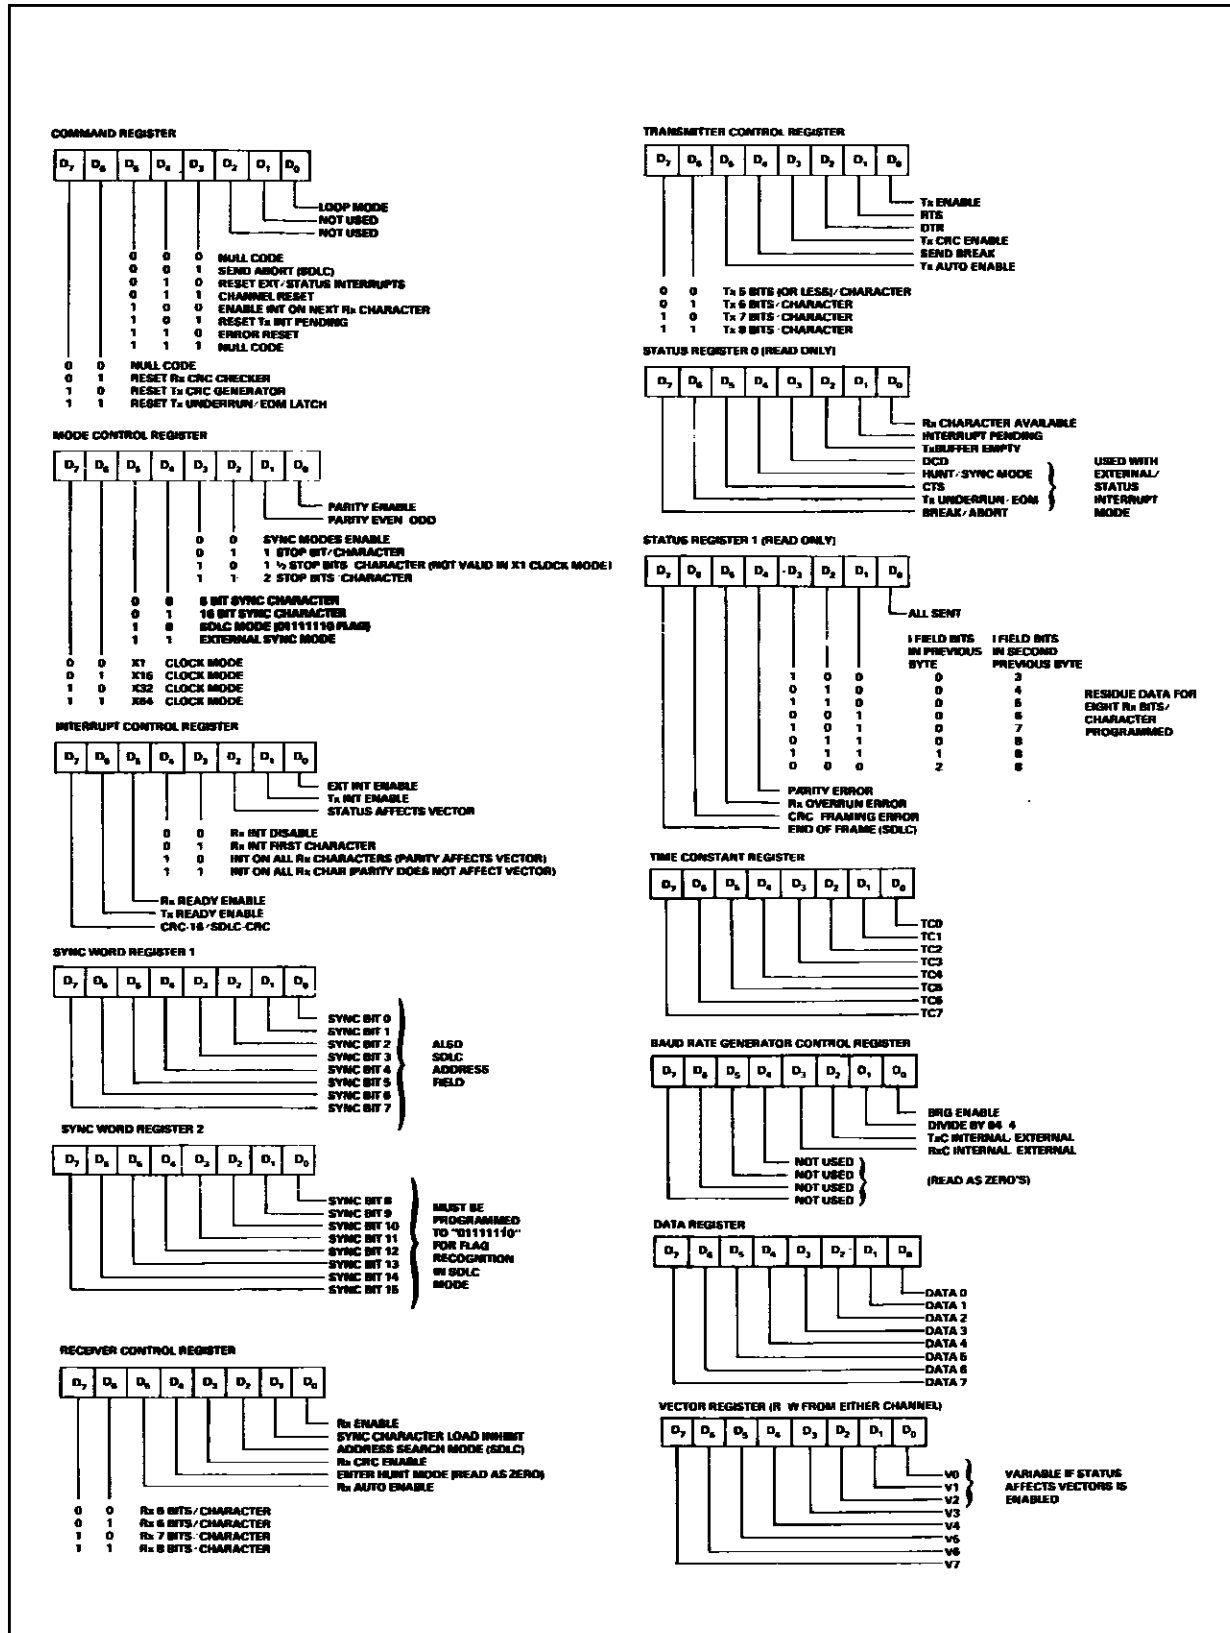 COMMAND REGISTER
D7 D6 D5 D4 D3 D2 D1 D0
LOOP MODE
NOT USED
NOT USED
0 0 0 NULL CODE
0 0 1 SEND ABORT (SDLC)
0 1 0 RESET EXT/STATUS INTERRUPTS
0 1 1 CHANNEL RESET
1 0 0 ENABLE INT ON NEXT Rx CHARACTER
1 0 1 RESET Tx INT PENDING
1 1 0 ERROR RESET
1 1 1 NULL CODE
0 0 NULL CODE
0 1 RESET Rx CRC CHECKER
1 0 RESET Tx CRC GENERATOR
1 1 RESET Tx UNDERRUN/EOM LATCH
MODE CONTROL REGISTER
D7 D6 D5 D4 D3 D2 D1 D0
PARITY ENABLE
PARITY EVEN ODD
0 0 SYNC MODES ENABLE
0 1 1 STOP BIT/CHARACTER
1 0 1 ½ STOP BITS CHARACTER (NOT VALID IN X1 CLOCK MODE)
1 1 2 STOP BITS CHARACTER
0 0 8 BIT SYNC CHARACTER
0 1 16 BIT SYNC CHARACTER
1 0 SDLC MODE (01111110 FLAG)
1 1 EXTERNAL SYNC MODE
0 0 X1 CLOCK MODE
0 1 X16 CLOCK MODE
1 0 X32 CLOCK MODE
1 1 X64 CLOCK MODE
INTERRUPT CONTROL REGISTER
D7 D6 D5 D4 D3 D2 D1 D0
EXT INT ENABLE
Tx INT ENABLE
STATUS AFFECTS VECTOR
0 0 Rx INT DISABLE
0 1 Rx INT FIRST CHARACTER
1 0 INT ON ALL Rx CHARACTERS (PARITY AFFECTS VECTOR)
1 1 INT ON ALL Rx CHAR (PARITY DOES NOT AFFECT VECTOR)
Rx READY ENABLE
Tx READY ENABLE
CRC-16/SDLC-CRC
SYNC WORD REGISTER 1
D7 D6 D5 D4 D3 D2 D1 D0
SYNC BIT 0
SYNC BIT 1
SYNC BIT 2 ALSO
SYNC BIT 3 SDLC
SYNC BIT 4 ADDRESS
SYNC BIT 5 FIELD
SYNC BIT 6
SYNC BIT 7
SYNC WORD REGISTER 2
D7 D6 D5 D4 D3 D2 D1 D0
SYNC BIT 8 MUST BE
SYNC BIT 9 PROGRAMMED
SYNC BIT 10 TO "01111110"
SYNC BIT 11 FOR FLAG
SYNC BIT 12 RECOGNITION
SYNC BIT 13 IN SDLC
SYNC BIT 14 MODE
SYNC BIT 15
RECEIVER CONTROL REGISTER
D7 D6 D5 D4 D3 D2 D1 D0
Rx ENABLE
SYNC CHARACTER LOAD INHIBIT
ADDRESS SEARCH MODE (SDLC)
Rx CRC ENABLE
ENTER HUNT MODE (READ AS ZERO)
Rx AUTO ENABLE
0 0 Rx 5 BITS/CHARACTER
0 1 Rx 6 BITS/CHARACTER
1 0 Rx 7 BITS CHARACTER
1 1 Rx 8 BITS CHARACTER
TRANSMITTER CONTROL REGISTER
D7 D6 D5 D4 D3 D2 D1 D0
Tx ENABLE
RTS
DTR
Tx CRC ENABLE
SEND BREAK
Tx AUTO ENABLE
0 0 Tx 5 BITS (OR LESS)/CHARACTER
0 1 Tx 6 BITS/CHARACTER
1 0 Tx 7 BITS CHARACTER
1 1 Tx 8 BITS CHARACTER
STATUS REGISTER 0 (READ ONLY)
D7 D6 D5 D4 D3 D2 D1 D0
Rx CHARACTER AVAILABLE
INTERRUPT PENDING
TxBUFFER EMPTY
DCD USED WITH
HUNT/SYNC MODE EXTERNAL/
CTS STATUS
Tx UNDERRUN/EOM INTERRUPT
BREAK/ABORT MODE
STATUS REGISTER 1 (READ ONLY)
D7 D6 D5 D4 D3 D2 D1 D0
ALL SENT
I FIELD BITS I FIELD BITS
IN PREVIOUS IN SECOND
BYTE PREVIOUS BYTE
1 0 0 0 3
0 1 0 0 4
1 1 0 0 5
0 0 1 0 6
1 0 1 0 7
0 1 1 0 8
1 1 1 1 8
0 0 0 2 8
RESIDUE DATA FOR
EIGHT Rx BITS/
CHARACTER
PROGRAMMED
PARITY ERROR
Rx OVERRUN ERROR
CRC FRAMING ERROR
END OF FRAME (SDLC)
TIME CONSTANT REGISTER
D7 D6 D5 D4 D3 D2 D1 D0
TC0
TC1
TC2
TC3
TC4
TC5
TC6
TC7
BAUD RATE GENERATOR CONTROL REGISTER
D7 D6 D5 D4 D3 D2 D1 D0
BRG ENABLE
DIVIDE BY 64 4
TxC INTERNAL EXTERNAL
RxC INTERNAL EXTERNAL
NOT USED
NOT USED (READ AS ZERO'S)
NOT USED
NOT USED
DATA REGISTER
D7 D6 D5 D4 D3 D2 D1 D0
DATA 0
DATA 1
DATA 2
DATA 3
DATA 4
DATA 5
DATA 6
DATA 7
VECTOR REGISTER (R W FROM EITHER CHANNEL)
D7 D6 D5 D4 D3 D2 D1 D0
V0 VARIABLE IF STATUS
V1 AFFECTS VECTORS IS
V2 ENABLED
V3
V4
V5
V6
V7